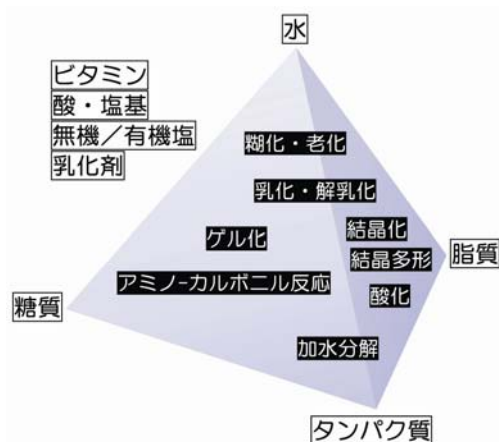 水
ビタミン
酸・塩基
無機／有機塩
乳化剤
糊化・老化
乳化・解乳化
ゲル化
結晶化
結晶多形
脂質
アミノ-カルボニル反応
酸化
糖質
加水分解
タンパク質